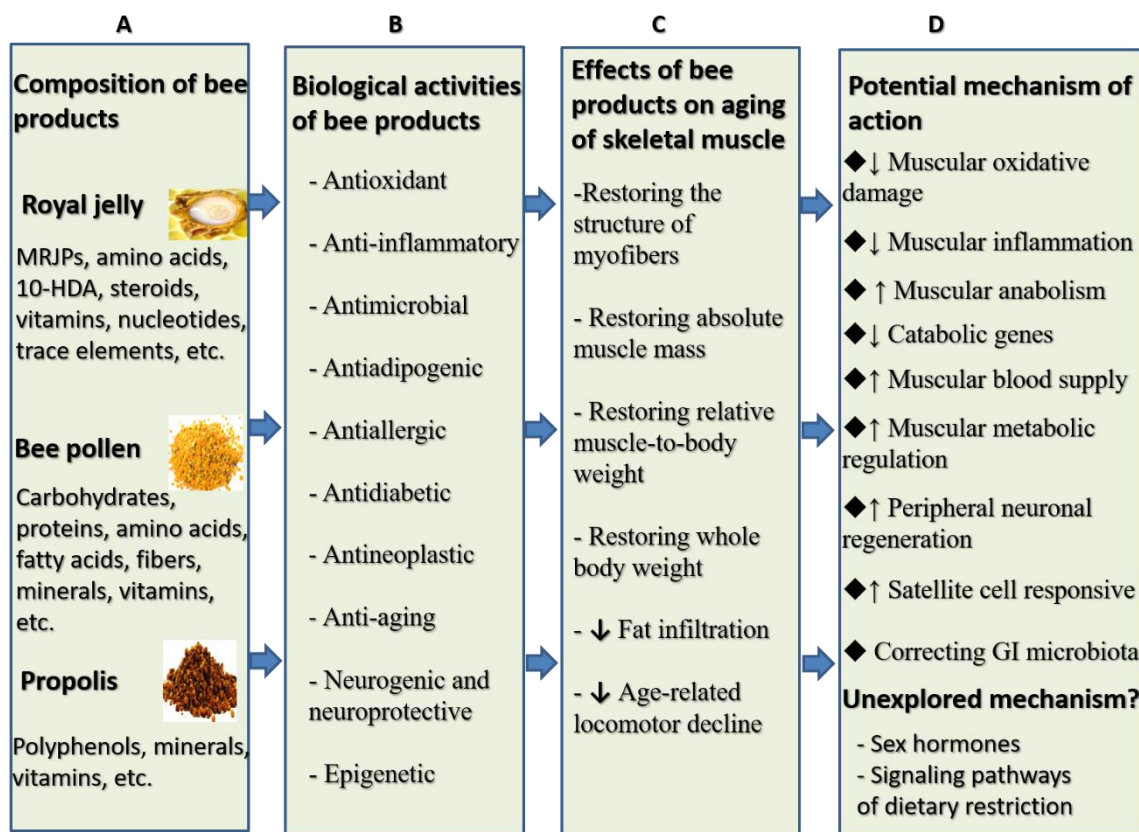 A
B
C
D
Composition of bee
products
Royal jelly
MRJPs, amino acids,
10-HDA, steroids,
vitamins, nucleotides,
trace elements, etc.
Bee pollen
Carbohydrates,
proteins, amino acids,
fatty acids, fibers,
minerals, vitamins,
etc.
Propolis
Polyphenols, minerals,
vitamins, etc.
Biological activities
of bee products
- Antioxidant
- Anti-inflammatory
- Antimicrobial
- Antiadipogenic
- Antiallergic
- Antidiabetic
- Antineoplastic
- Anti-aging
- Neurogenic and
neuroprotective
- Epigenetic
Effects of bee
products on aging
of skeletal muscle
-Restoring the
structure of
myofibers
- Restoring absolute
muscle mass
- Restoring relative
muscle-to-body
weight
- Restoring whole
body weight
- ↓ Fat infiltration
- ↓ Age-related
locomotor decline
Potential mechanism of
action
◆↓ Muscular oxidative
damage
◆↓ Muscular inflammation
◆ ↑ Muscular anabolism
◆↓ Catabolic genes
◆↑ Muscular blood supply
◆↑ Muscular metabolic
regulation
◆↑ Peripheral neuronal
regeneration
◆↑ Satellite cell responsive
◆ Correcting GI microbiota
Unexplored mechanism?
- Sex hormones
- Signaling pathways
of dietary restriction